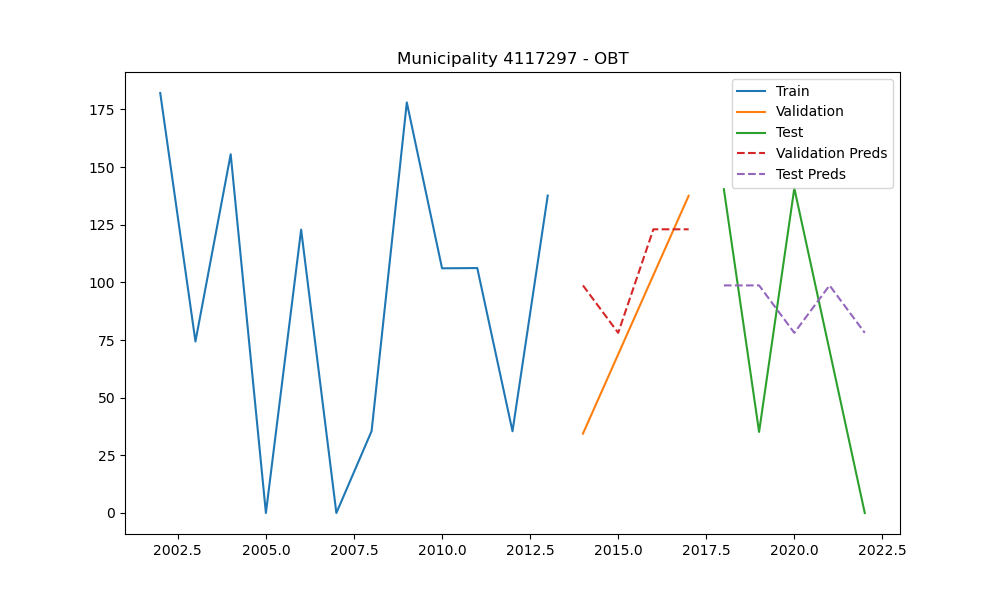 Municipality 4117297 - OBT
Train
Validation
Test
Validation Preds
Test Preds
175
150
125
100
75
50
25
0
2002.5 2005.0 2007.5 2010.0 2012.5 2015.0 2017.5 2020.0 2022.5